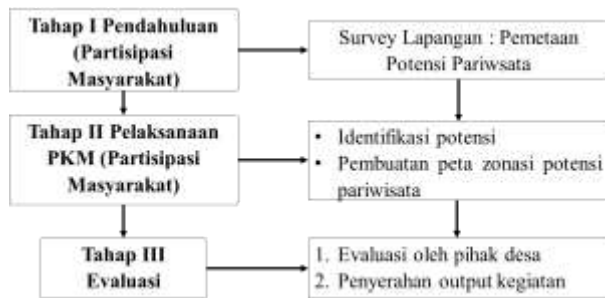 Tahap I Pendahuluan
(Partisipasi
Masyarakat)
Survey Lapangan : Pemetaan
Potensi Pariwsata
Tahap II Pelaksanaan
PKM (Partisipasi
Masyarakat)
• Identifikasi potensi
• Pembuatan peta zonasi potensi
pariwisata
Tahap III
Evaluasi
1. Evaluasi oleh pihak desa
2. Penyerahan output kegiatan